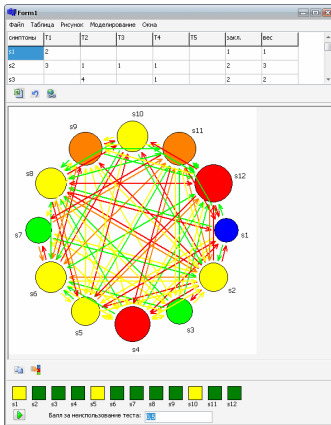 Form1
Файл Таблица Рисунок Моделирование Окна
симптомы T1 T2 T3 T4 T5 закл. вес
s1 2 1 1
s2 3 1 1 1 2 3
s3 4 1 2 2
s10
s9 s11
s8 s12
s7 s1
s6 s2
s5 s3
s4
s1 s2 s3 s4 s5 s6 s7 s8 s9 s10 s11 s12
Балл за неиспользование теста: